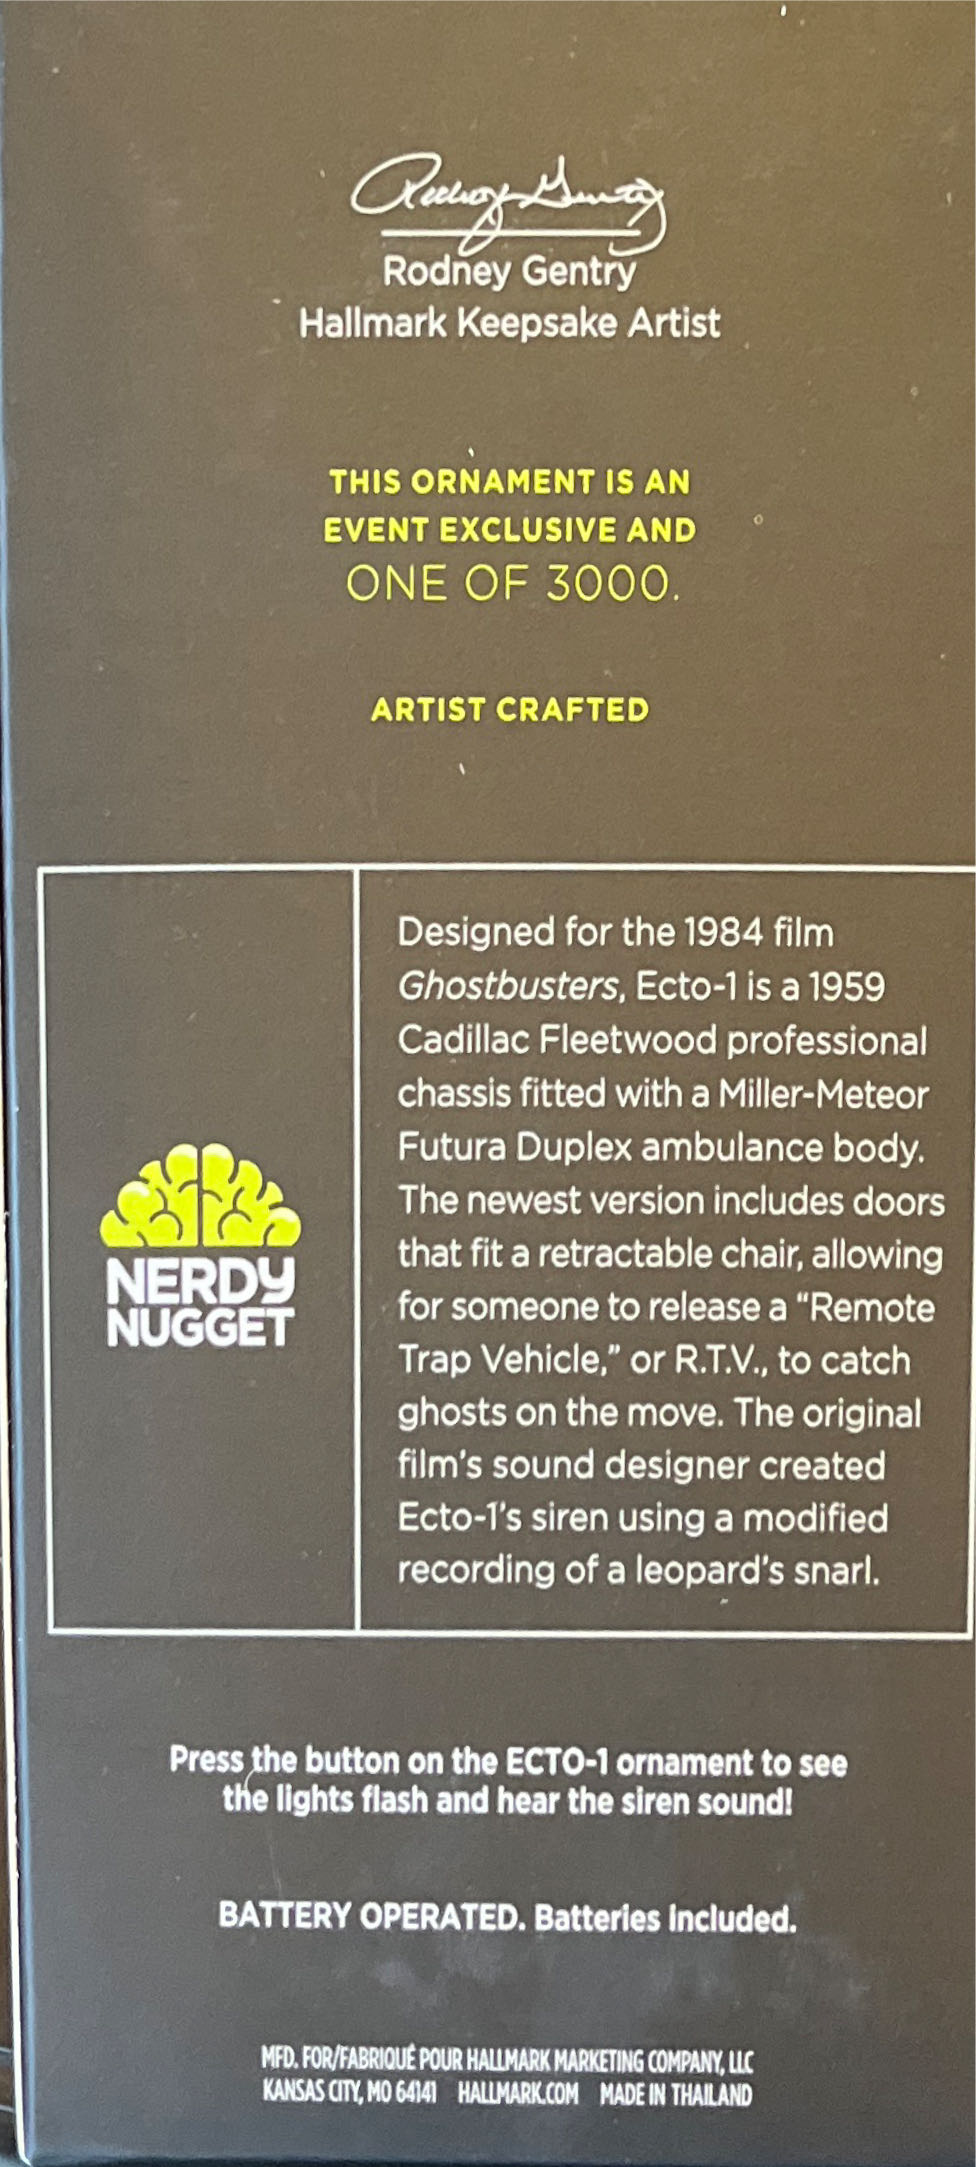 Rodney Gentry
Rodney Gentry
Hallmark Keepsake Artist
THIS ORNAMENT IS AN
EVENT EXCLUSIVE AND
ONE OF 3000.
ARTIST CRAFTED
NERDY
NUGGET
Designed for the 1984 film
Ghostbusters, Ecto-1 is a 1959
Cadillac Fleetwood professional
chassis fitted with a Miller-Meteor
Futura Duplex ambulance body.
The newest version includes doors
that fit a retractable chair, allowing
for someone to release a “Remote
Trap Vehicle,” or R.T.V., to catch
ghosts on the move. The original
film's sound designer created
Ecto-1's siren using a modified
recording of a leopard's snarl.
Press the button on the ECTO-1 ornament to see
the lights flash and hear the siren sound!
BATTERY OPERATED. Batteries included.
MFD. FOR/FABRIQUÉ POUR HALLMARK MARKETING COMPANY, LLC
KANSAS CITY, MO 64141 HALLMARK.COM MADE IN THAILAND